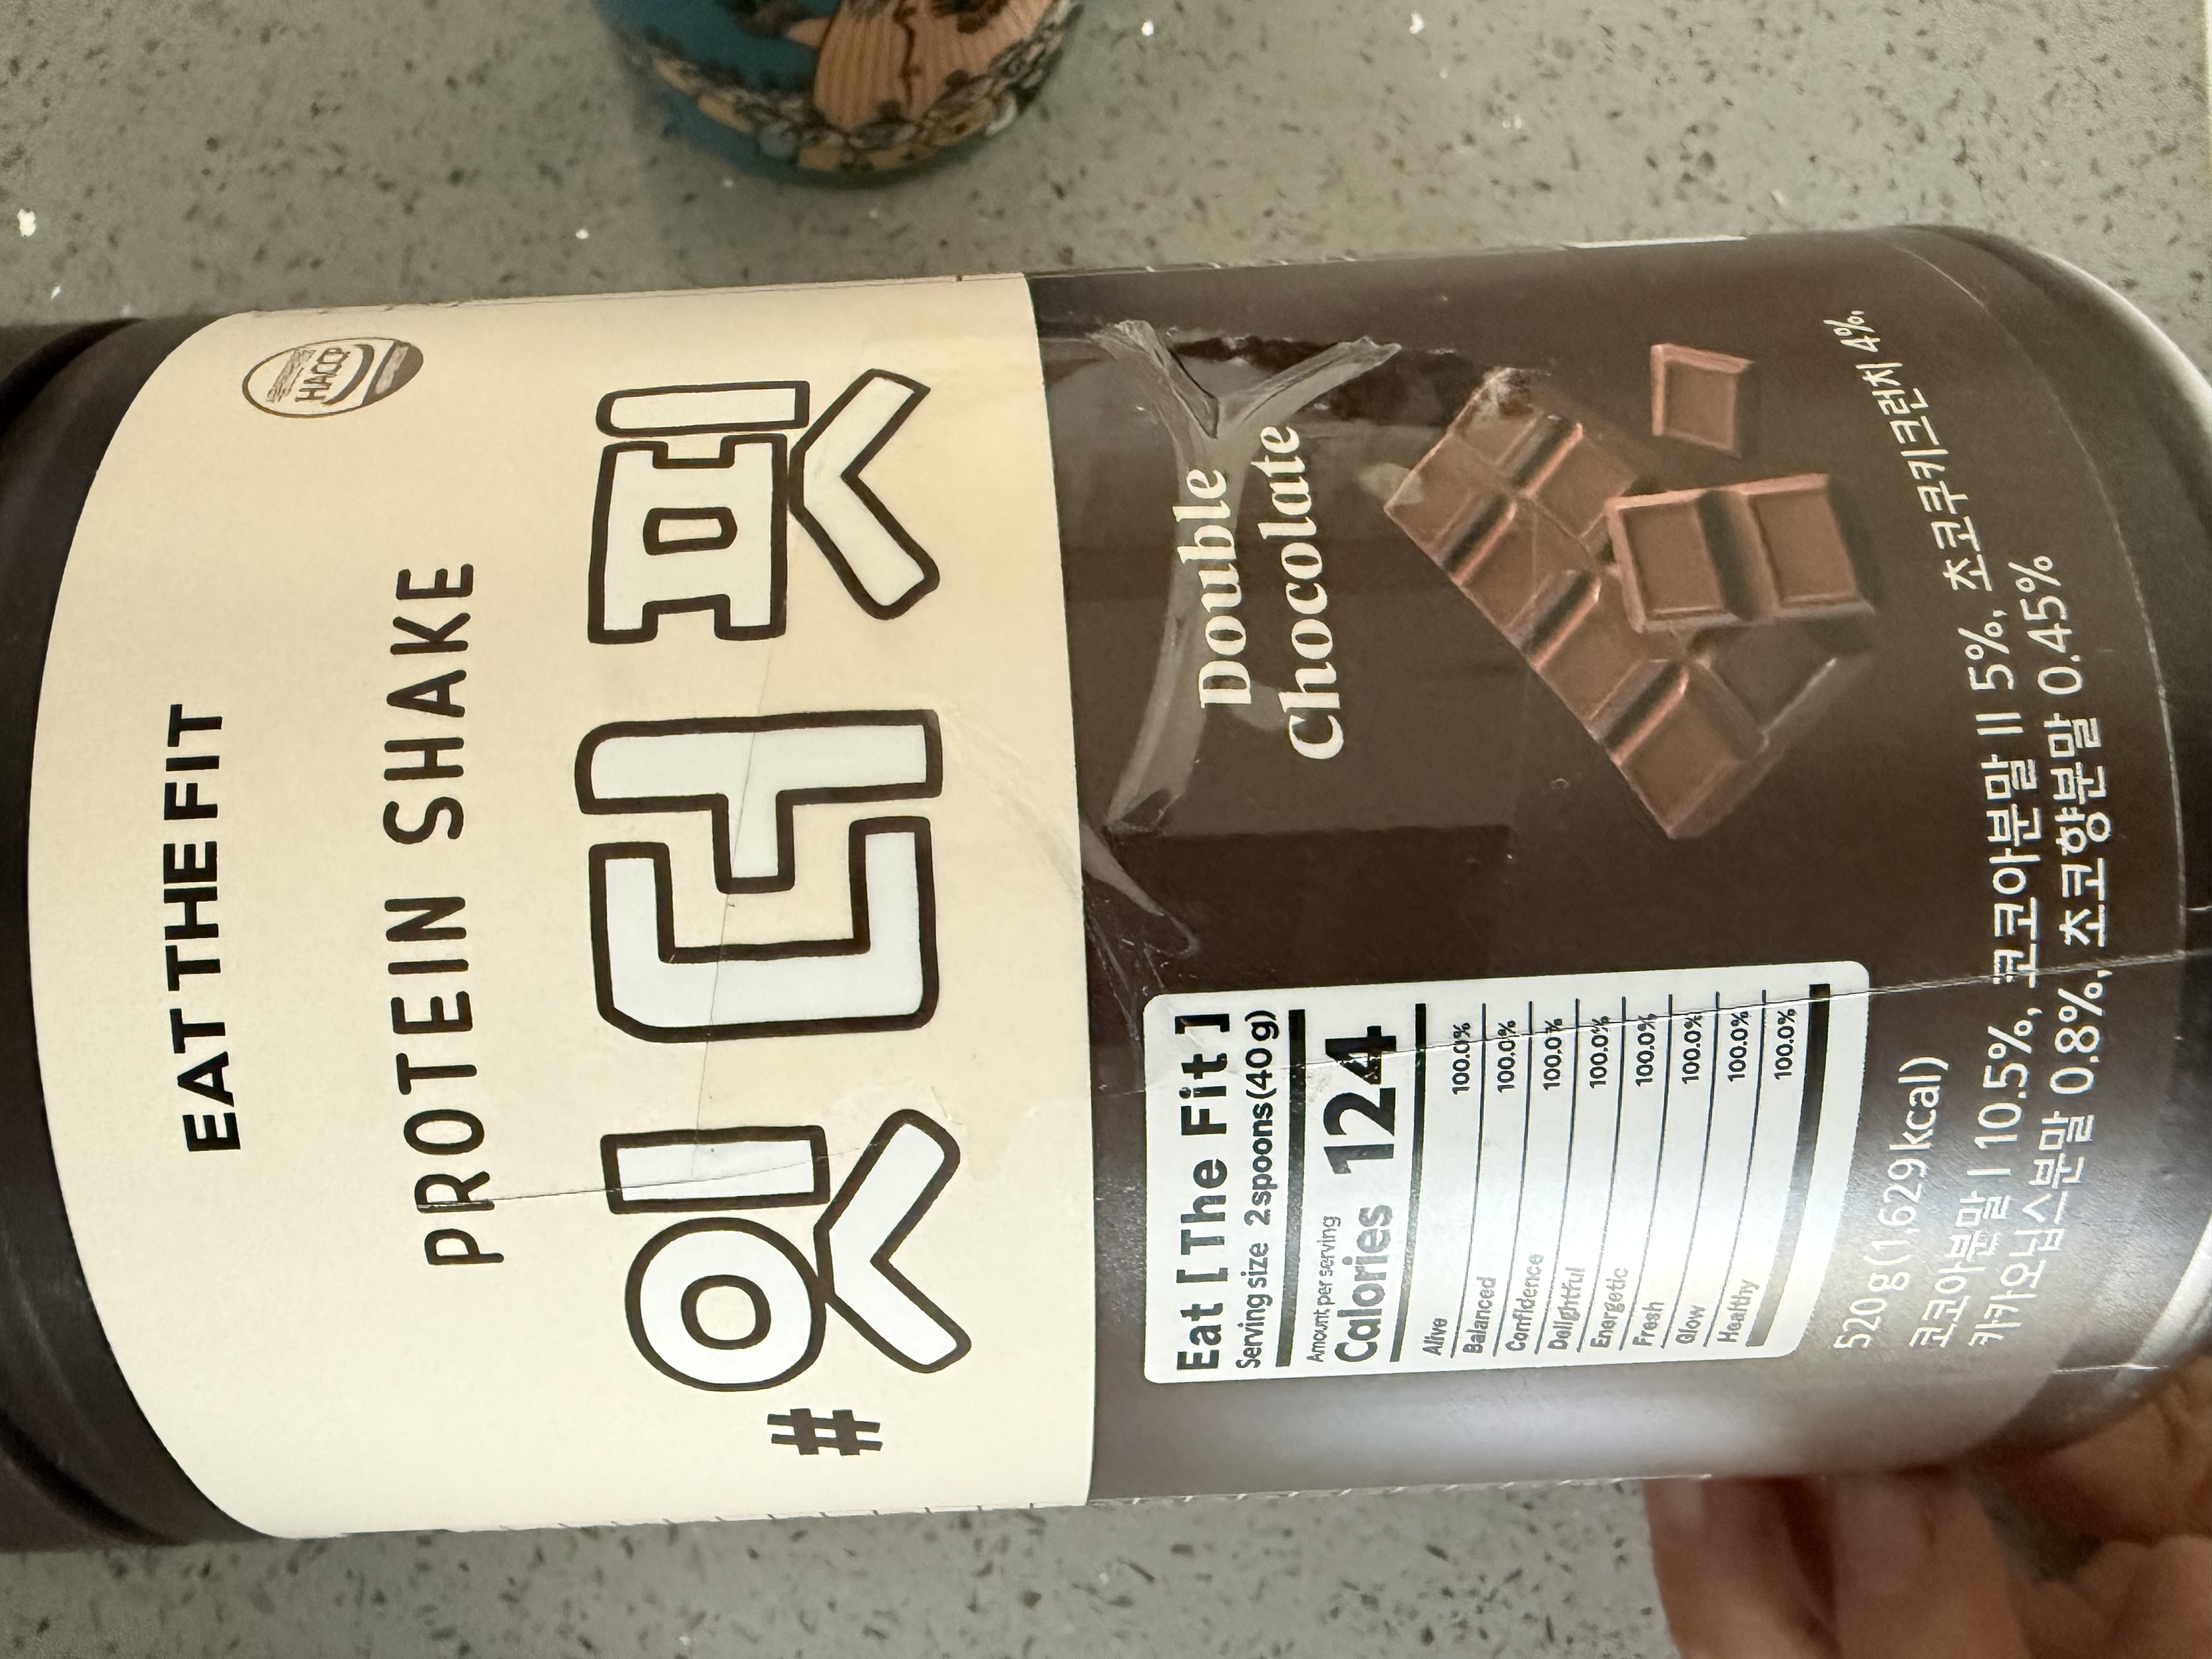 EAT THE FIT
HACCP
PROTEIN SHAKE
#잇더핏
Double
Chocolate
Eat [The Fit]
Serving size 2 spoons(40 g)
Amount per serving
Calories 124
Alive 100.0%
Balanced 100.0%
Confidence 100.0%
Delightful 100.0%
Energetic 100.0%
Fresh 100.0%
Glow 100.0%
Healthy 100.0%
520 g (1,629 kcal)
코코아분말 I 10.5%, 코코아분말 II 5%, 초코쿠키크런치 4%,
카카오닙스분말 0.8%, 초코향분말 0.45%